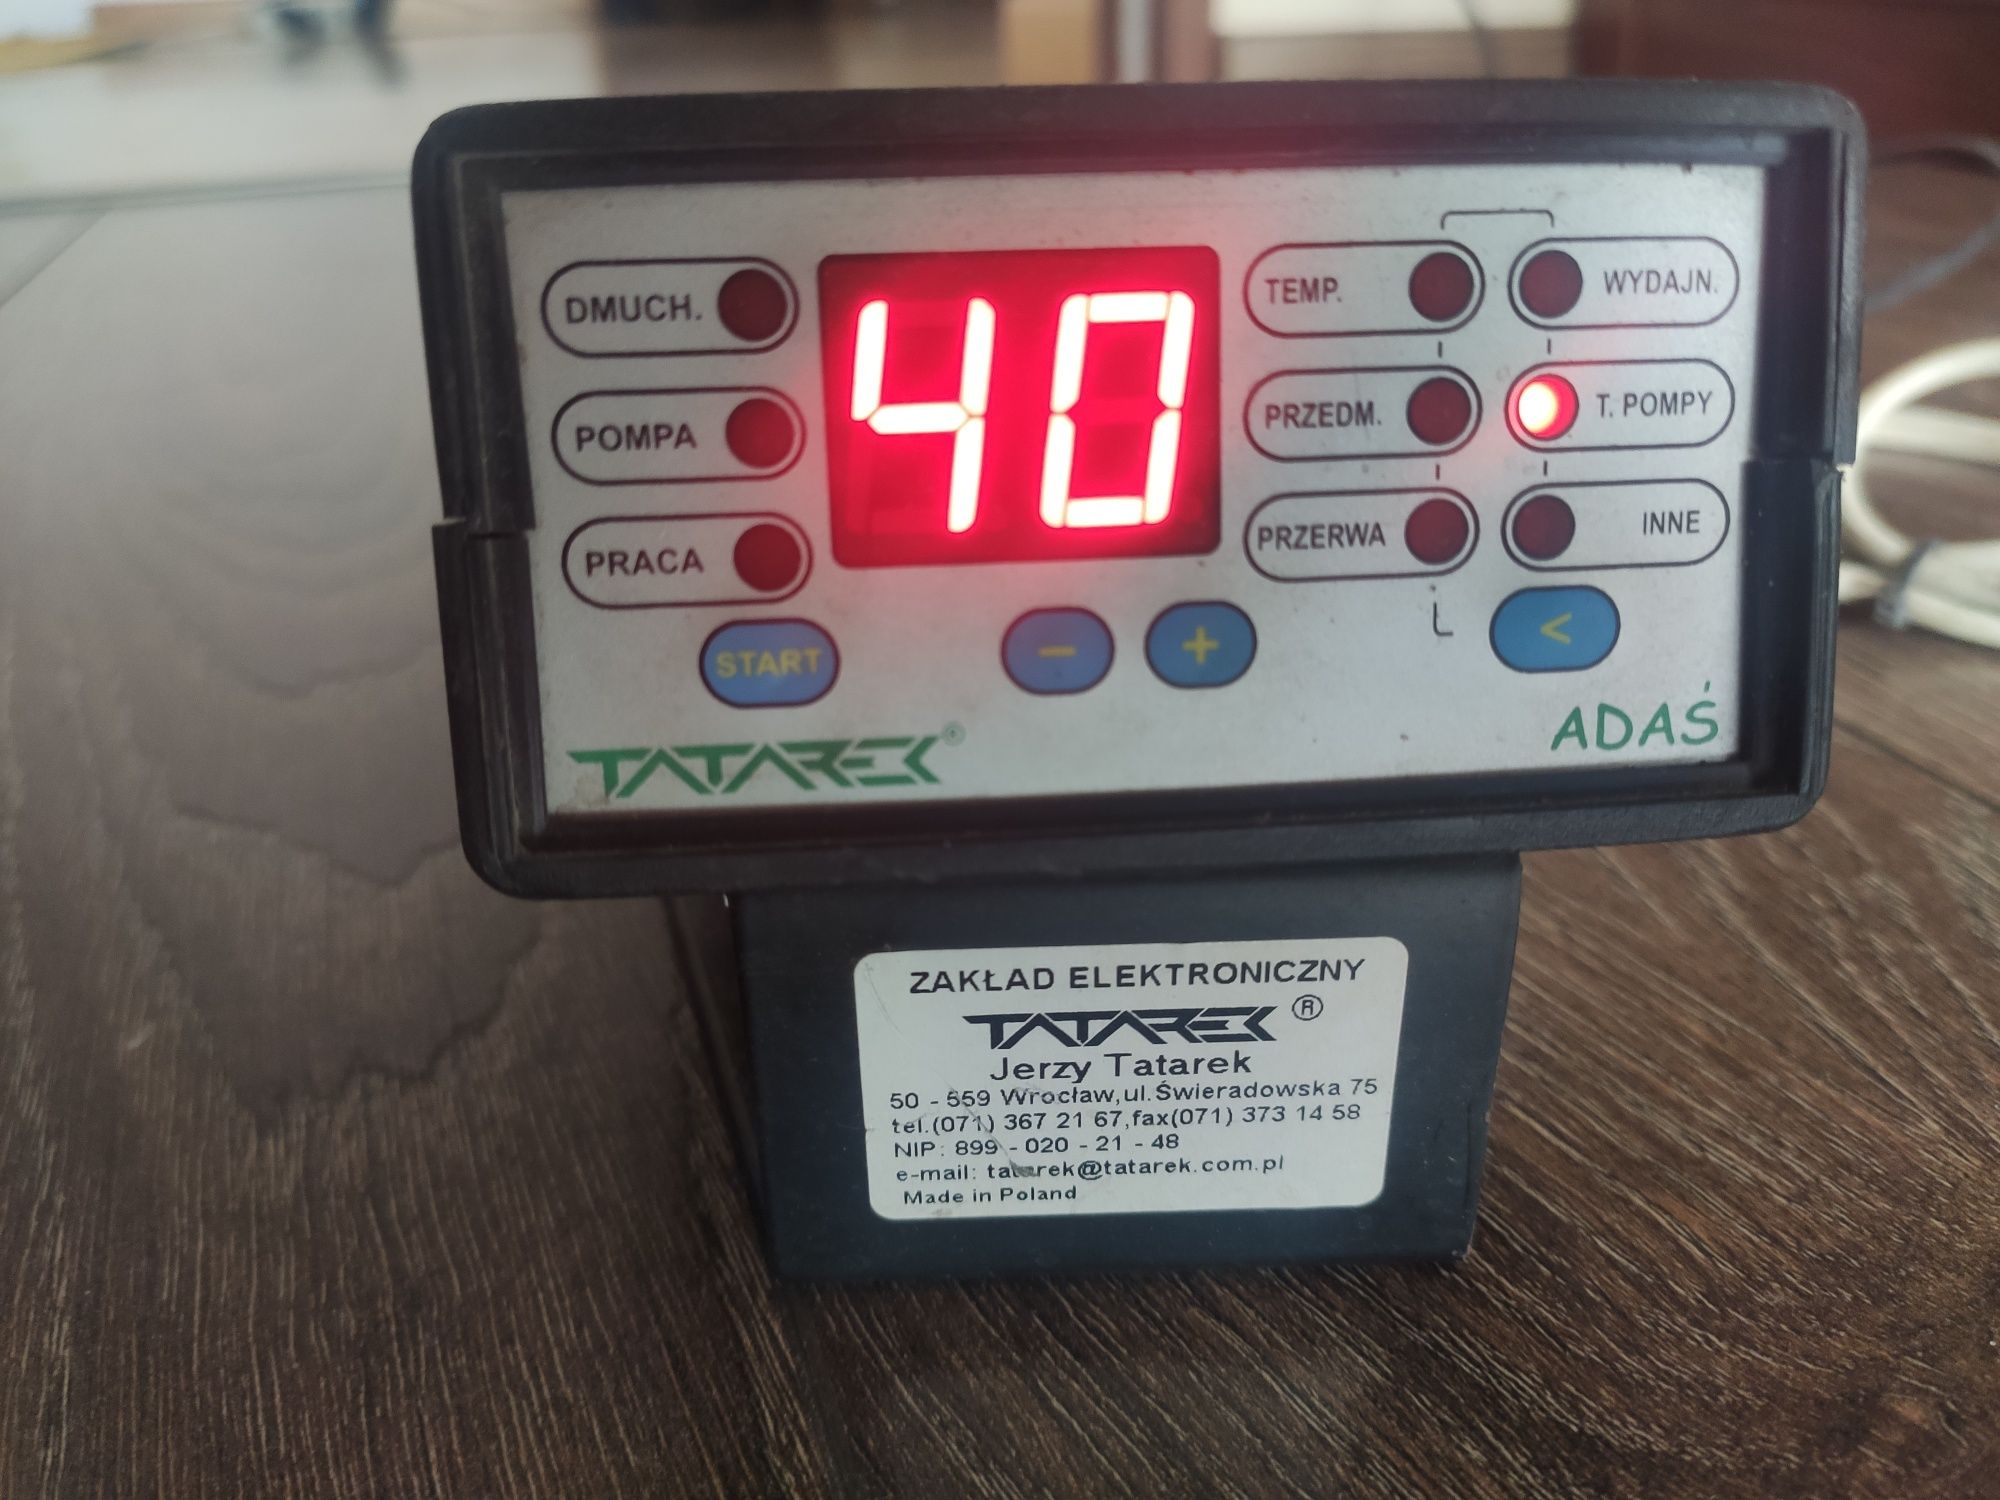 DMUCH.
POMPA
PRACA
40
TEMP.
WYDAJN.
PRZEDM.
T. POMPY
PRZERWA
INNE
START
-
+
<
TATAREK®
ADAŚ
ZAKŁAD ELEKTRONICZNY
TATAREK ®
Jerzy Tatarek
50 - 559 Wrocław,ul.Świeradowska 75
tel.(071) 367 21 67,fax(071) 373 14 58
NIP: 899 - 020 - 21 - 48
e-mail: tatarek@tatarek.com.pl
Made in Poland